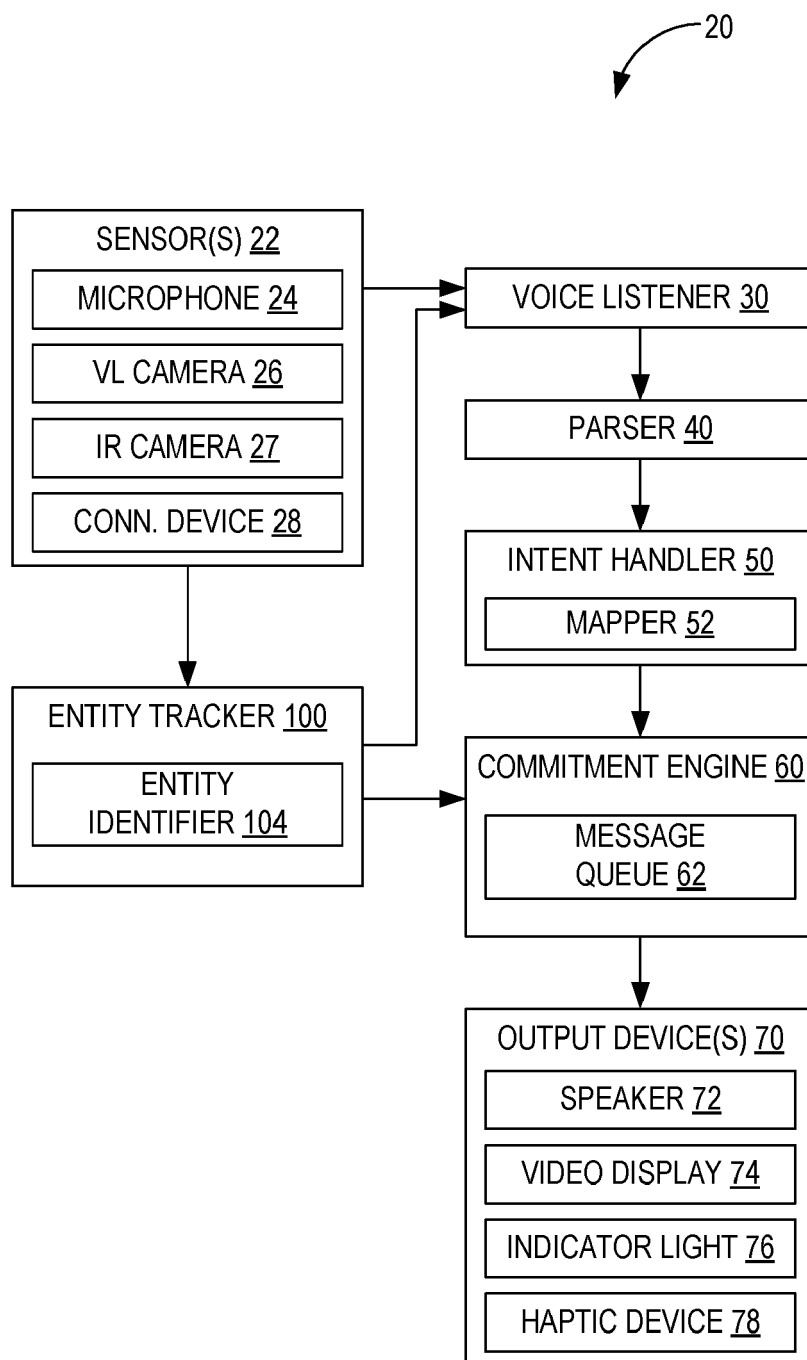 20
SENSOR(S) 22
MICROPHONE 24
VL CAMERA 26
IR CAMERA 27
CONN. DEVICE 28
ENTITY TRACKER 100
ENTITY
IDENTIFIER 104
VOICE LISTENER 30
PARSER 40
INTENT HANDLER 50
MAPPER 52
COMMITMENT ENGINE 60
MESSAGE
QUEUE 62
OUTPUT DEVICE(S) 70
SPEAKER 72
VIDEO DISPLAY 74
INDICATOR LIGHT 76
HAPTIC DEVICE 78